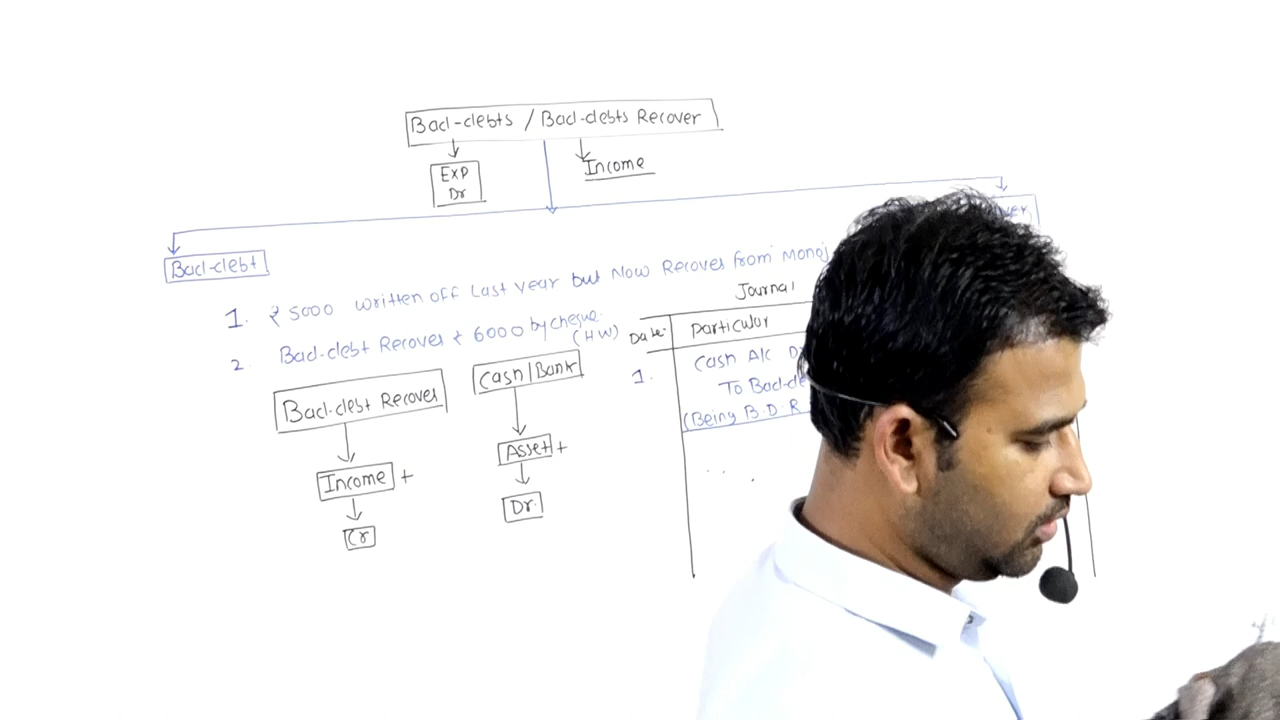 Bad-debts / Bad-debts Recover
Exp
Dr
Income
Bad-debt
1. ₹ 5000 written off Last year but Now Recover from Manoj
2. Bad-debt Recover ₹ 6000 by cheque.
(HW)
Bad-debt Recover
Income +
Cr
Cash | Bank
Asset +
Dr.
Journal
Date Particular
1. Cash A/c
To Bad-de
(Being B.D.R